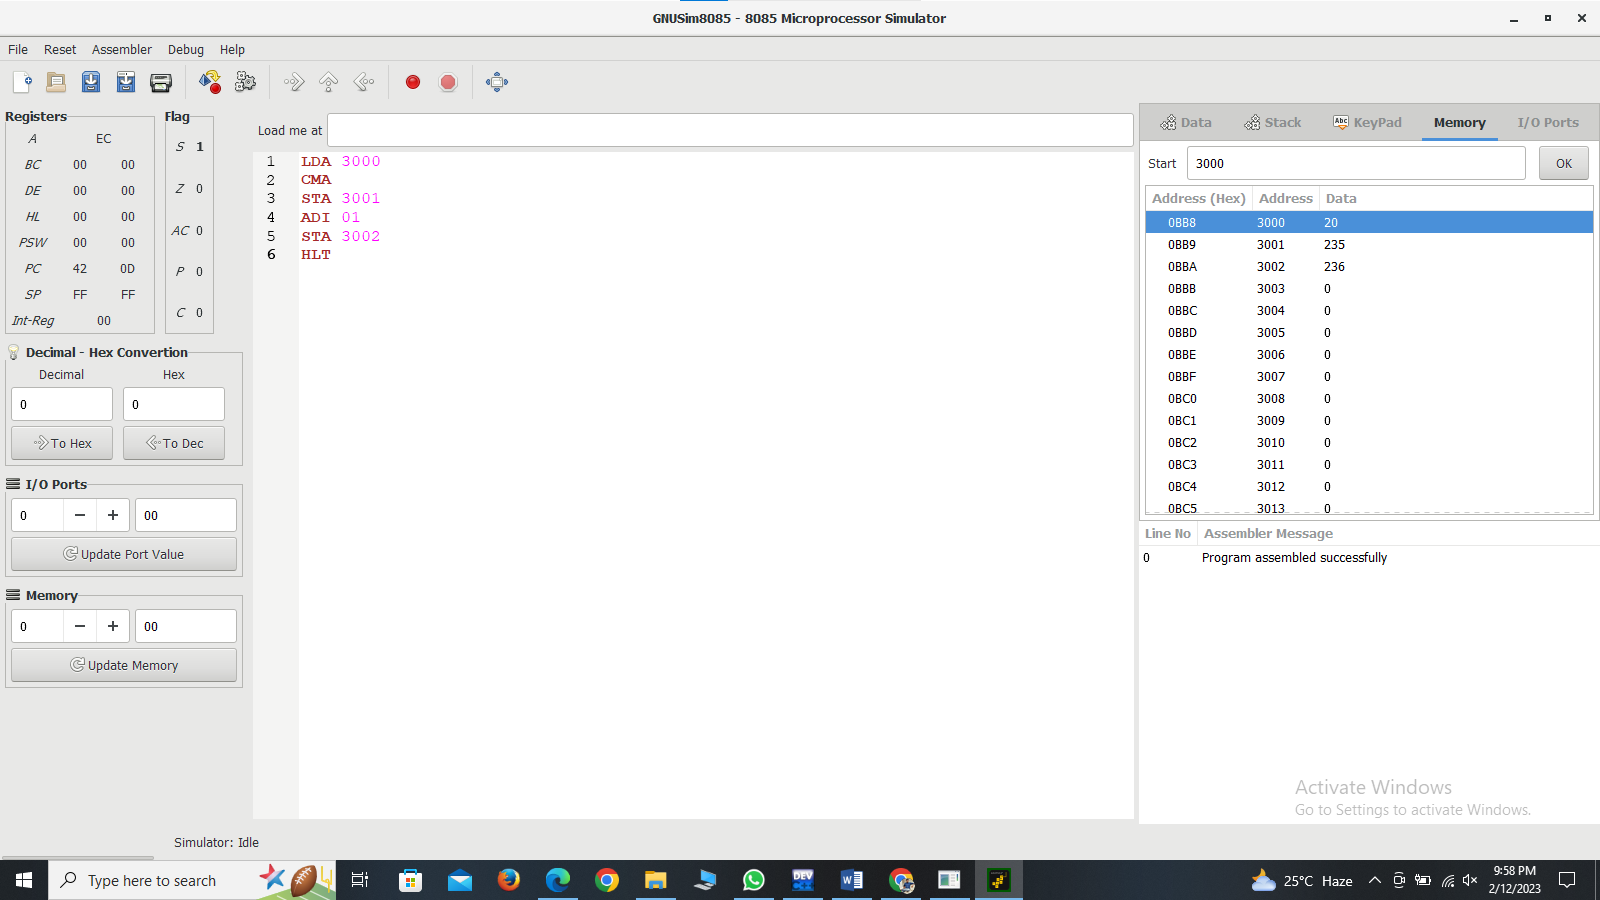 GNUSim8085 - 8085 Microprocessor Simulator
File Reset Assembler Debug Help
Registers
A EC
BC 00 00
DE 00 00
HL 00 00
PSW 00 00
PC 42 0D
SP FF FF
Int-Reg 00
Flag
S 1
Z 0
AC 0
P 0
C 0
Decimal - Hex Convertion
Decimal Hex
0 0
To Hex To Dec
I/O Ports
0 − + 00
Update Port Value
Memory
0 − + 00
Update Memory
Load me at
1 LDA 3000
2 CMA
3 STA 3001
4 ADI 01
5 STA 3002
6 HLT
Data Stack Abc KeyPad Memory I/O Ports
Start 3000 OK
Address (Hex) Address Data
0BB8 3000 20
0BB9 3001 235
0BBA 3002 236
0BBB 3003 0
0BBC 3004 0
0BBD 3005 0
0BBE 3006 0
0BBF 3007 0
0BC0 3008 0
0BC1 3009 0
0BC2 3010 0
0BC3 3011 0
0BC4 3012 0
0BC5 3013 0
Line No Assembler Message
0 Program assembled successfully
Activate Windows
Go to Settings to activate Windows.
Simulator: Idle
Type here to search
DEV
25°C Haze
9:58 PM
2/12/2023